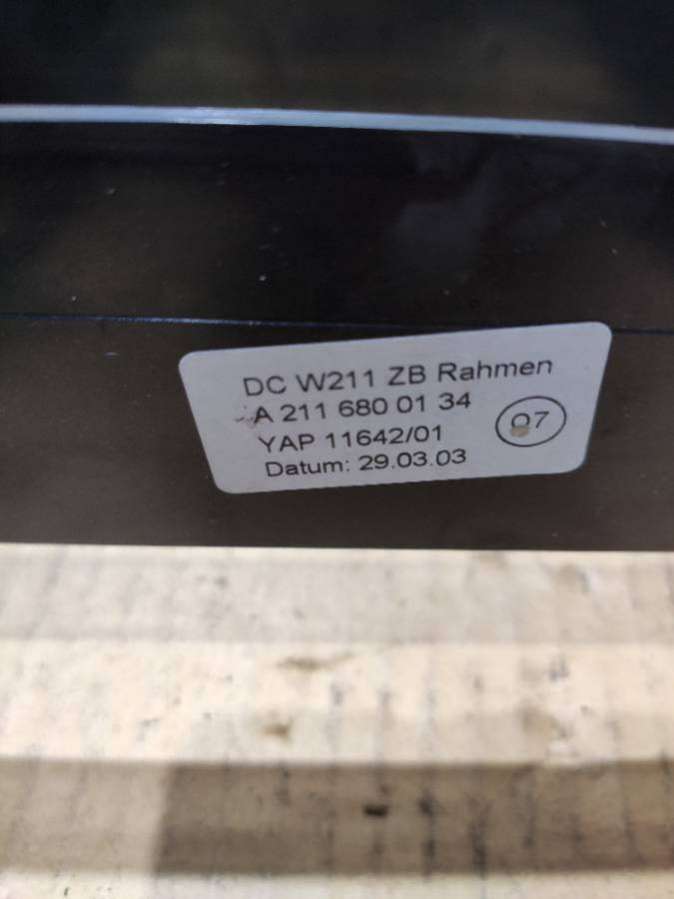 DC W211 ZB Rahmen
A 211 680 01 34
YAP 11642/01
Datum: 29.03.03
07